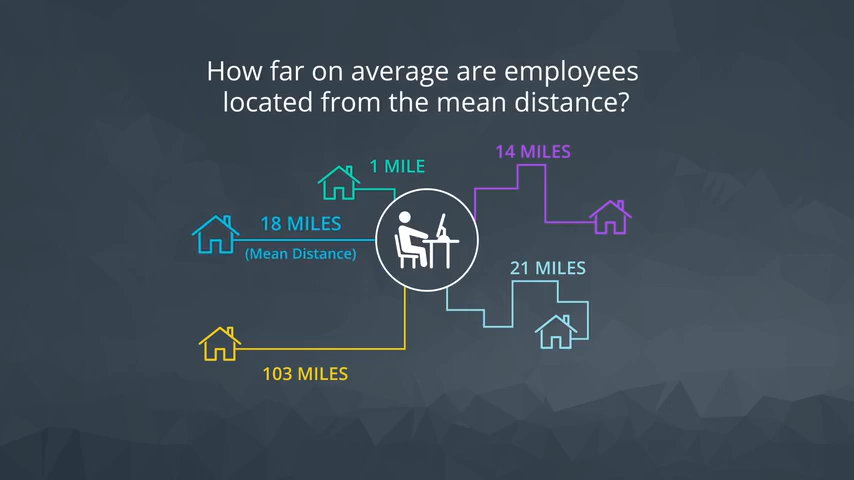 How far on average are employees
located from the mean distance?
1 MILE
14 MILES
18 MILES
(Mean Distance)
21 MILES
103 MILES